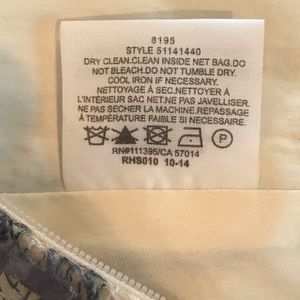 8195
STYLE 51141440
DRY CLEAN.CLEAN INSIDE NET BAG.DO
NOT BLEACH.DO NOT TUMBLE DRY.
COOL IRON IF NECESSARY.
NETTOYAGE À SEC.NETTOYER À
L'INTÉRIEUR SAC NET.NE PAS JAVELLISER.
NE PAS SECHER LA MACHINE.REPASSAGE
À TEMPÉRATURE FAIBLE SI NECESSAIRE.
P
RN#111395/CA 57014
RHS010 10-14